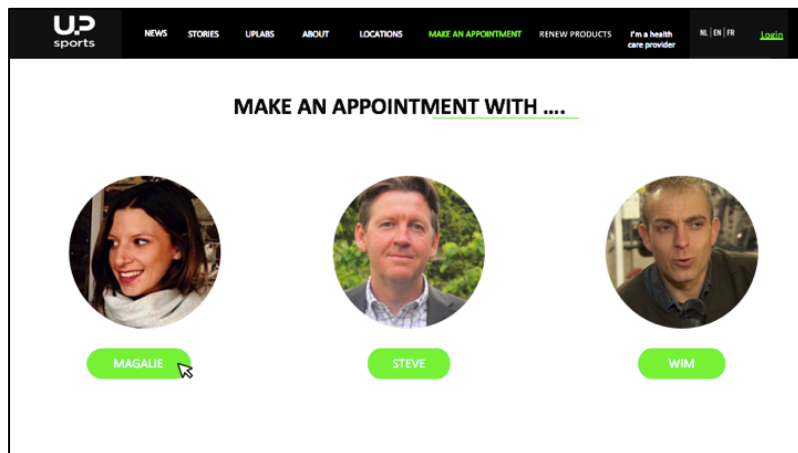 UP
sports
NEWS STORIES UPLABS ABOUT LOCATIONS MAKE AN APPOINTMENT RENEW PRODUCTS I'm a health care provider NL | EN | FR Login
MAKE AN APPOINTMENT WITH ....
MAGALIE STEVE WIM